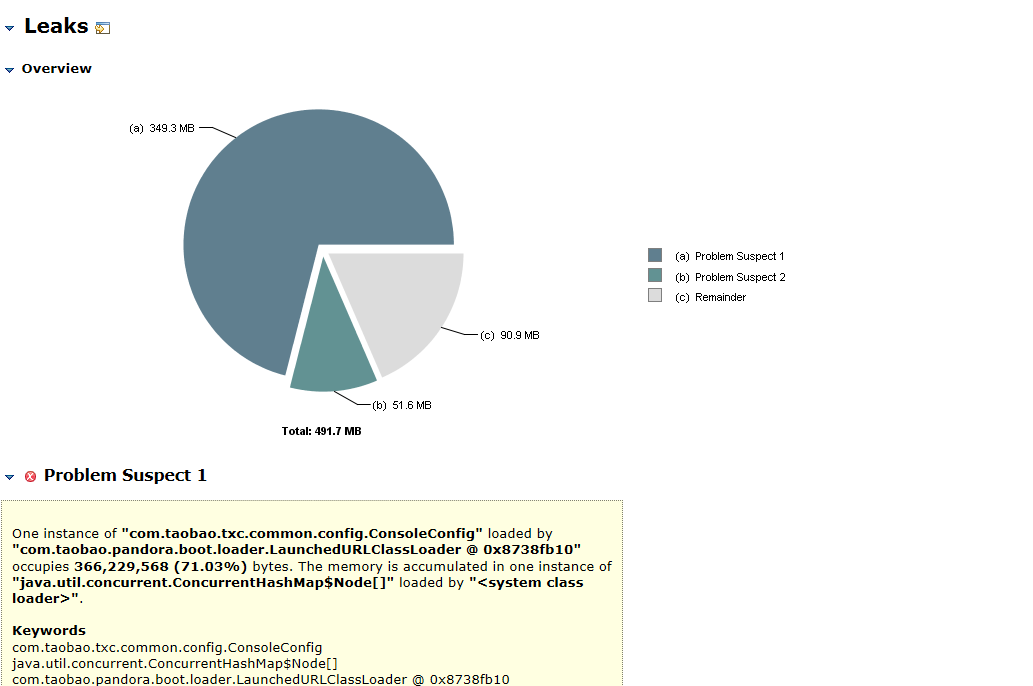 Leaks
Overview
(a) 349.3 MB
(a) Problem Suspect 1
(b) Problem Suspect 2
(c) Remainder
(c) 90.9 MB
(b) 51.6 MB
Total: 491.7 MB
Problem Suspect 1
One instance of "com.taobao.txc.common.config.ConsoleConfig" loaded by
"com.taobao.pandora.boot.loader.LaunchedURLClassLoader @ 0x8738fb10"
occupies 366,229,568 (71.03%) bytes. The memory is accumulated in one instance of
"java.util.concurrent.ConcurrentHashMap$Node[]" loaded by "<system class
loader>".
Keywords
com.taobao.txc.common.config.ConsoleConfig
java.util.concurrent.ConcurrentHashMap$Node[]
com.taobao.pandora.boot.loader.LaunchedURLClassLoader @ 0x8738fb10